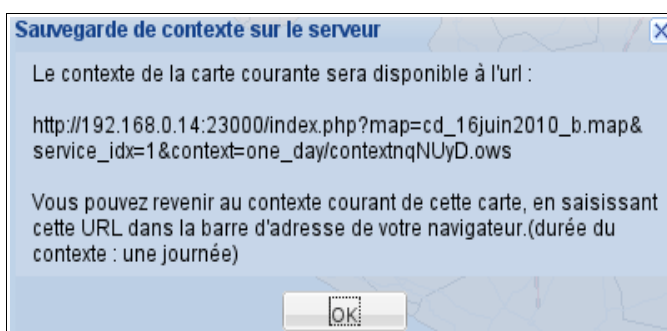 Sauvegarde de contexte sur le serveur
Le contexte de la carte courante sera disponible à l'url :
http://192.168.0.14:23000/index.php?map=cd_16juin2010_b.map&
service_idx=1&context=one_day/contextnqNUyD.ows
Vous pouvez revenir au contexte courant de cette carte, en saisissant
cette URL dans la barre d'adresse de votre navigateur.(durée du
contexte : une journée)
OK